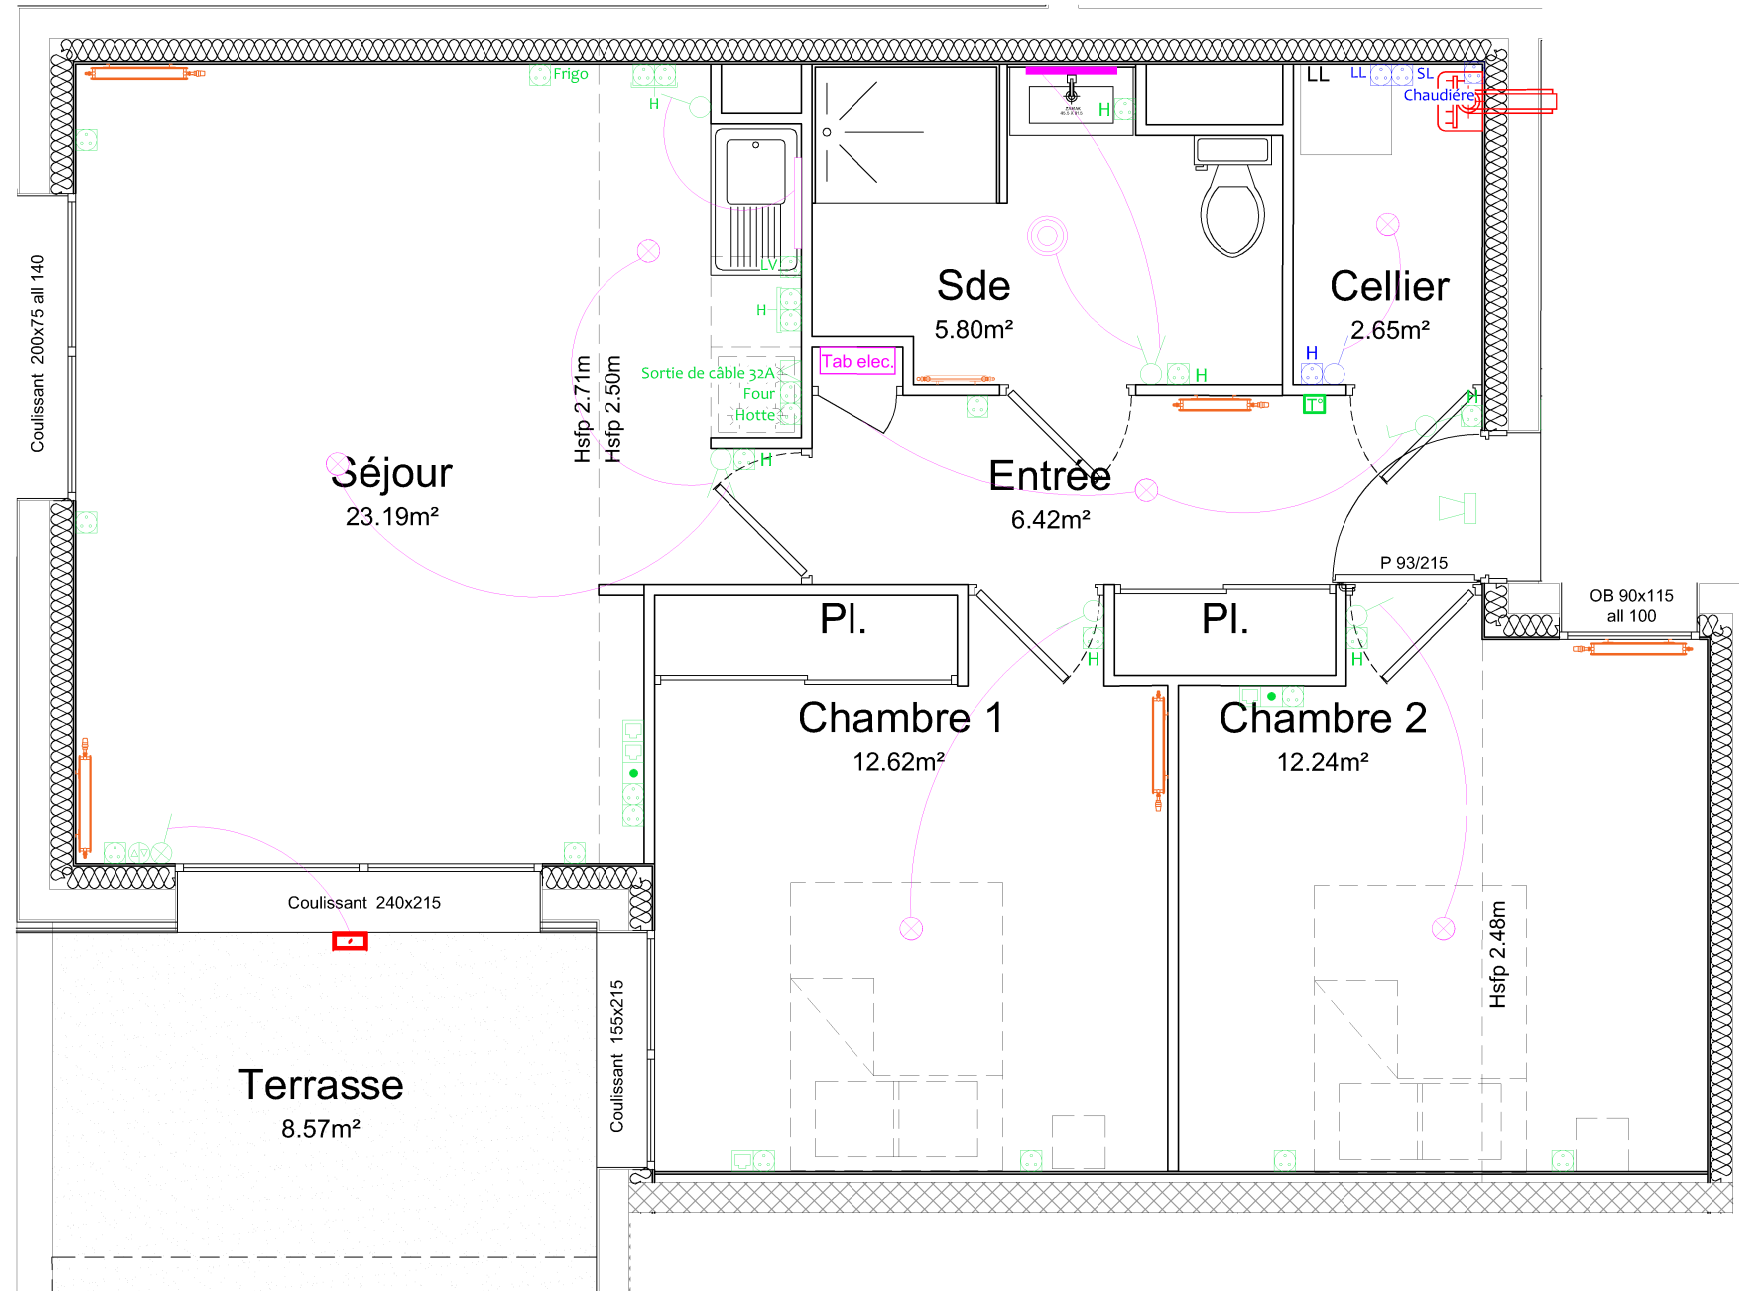 Frigo
H
H
LL
LL
SL
Chaudière
LV
H
Coulissant 200x75 all 140
Sde
5.80m²
Cellier
2.65m²
Hsfp 2.71m
Hsfp 2.50m
Tab elec.
H
H
Sortie de câble 32A
Four
Hotte
T°
H
Séjour
23.19m²
H
Entrée
6.42m²
P 93/215
OB 90x115
all 100
Pl.
Pl.
H
H
Chambre 1
12.62m²
Chambre 2
12.24m²
Coulissant 240x215
Hsfp 2.48m
Coulissant 155x215
Terrasse
8.57m²